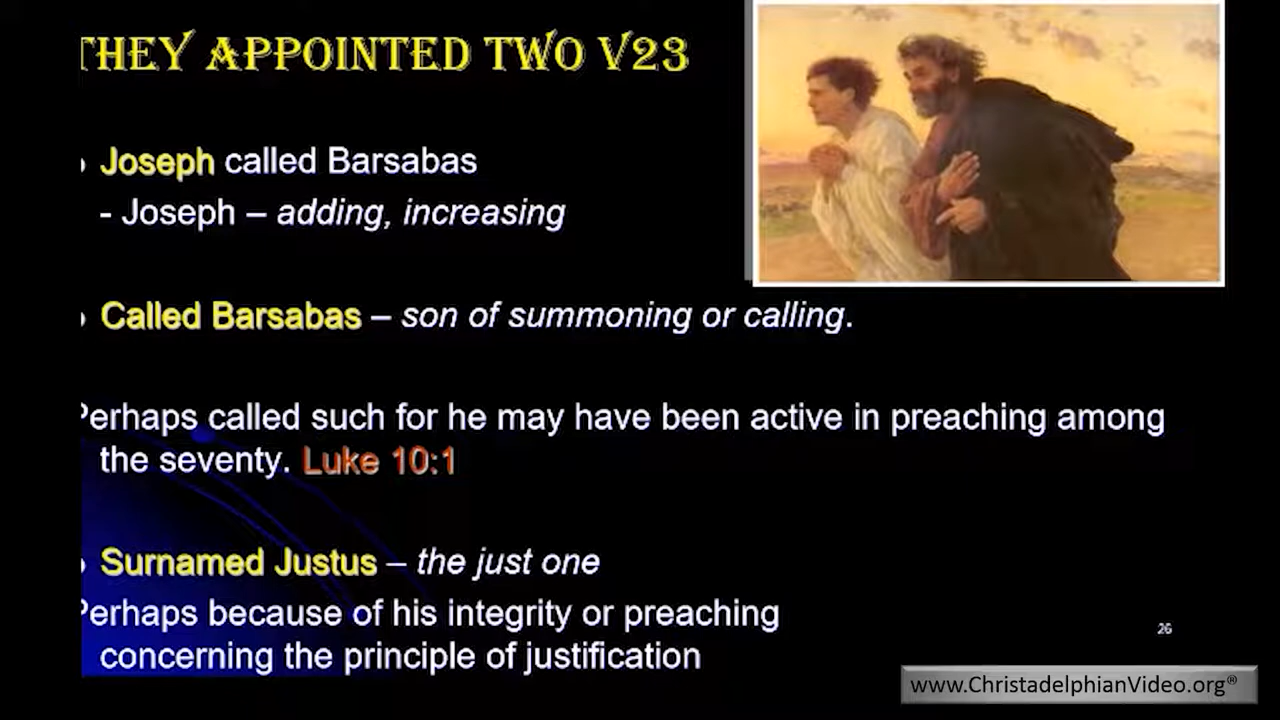 THEY APPOINTED TWO V23
Joseph called Barsabas
- Joseph – adding, increasing
Called Barsabas – son of summoning or calling.
Perhaps called such for he may have been active in preaching among
the seventy. Luke 10:1
Surnamed Justus – the just one
Perhaps because of his integrity or preaching
concerning the principle of justification
26
www.ChristadelphianVideo.org®